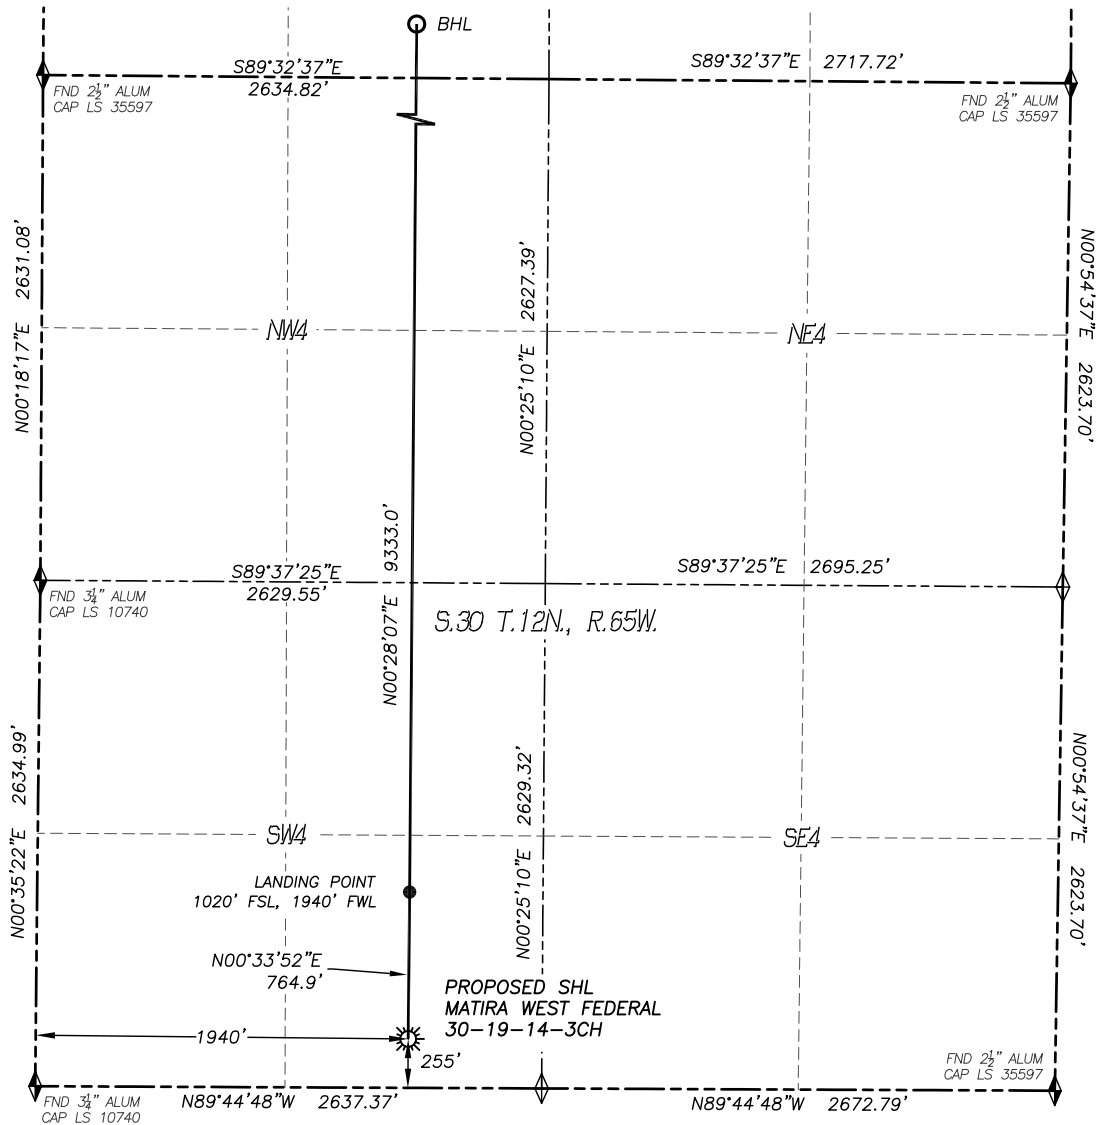 BHL
S89°32'37"E
2634.82'
S89°32'37"E 2717.72'
FND 2½" ALUM
CAP LS 35597
FND 2½" ALUM
CAP LS 35597
N00°18'17"E 2631.08'
N00°25'10"E 2627.39'
N00°54'37"E 2623.70'
NW4
NE4
N00°28'07"E 9333.0'
S89°37'25"E
2629.55'
S89°37'25"E 2695.25'
FND 3¼" ALUM
CAP LS 10740
S.30 T.12N., R.65W.
N00°35'22"E 2634.99'
N00°25'10"E 2629.32'
N00°54'37"E 2623.70'
SW4
SE4
LANDING POINT
1020' FSL, 1940' FWL
N00°33'52"E
764.9'
PROPOSED SHL
MATIRA WEST FEDERAL
30-19-14-3CH
1940'
255'
FND 2½" ALUM
CAP LS 35597
FND 3¼" ALUM
CAP LS 10740
N89°44'48"W 2637.37'
N89°44'48"W 2672.79'